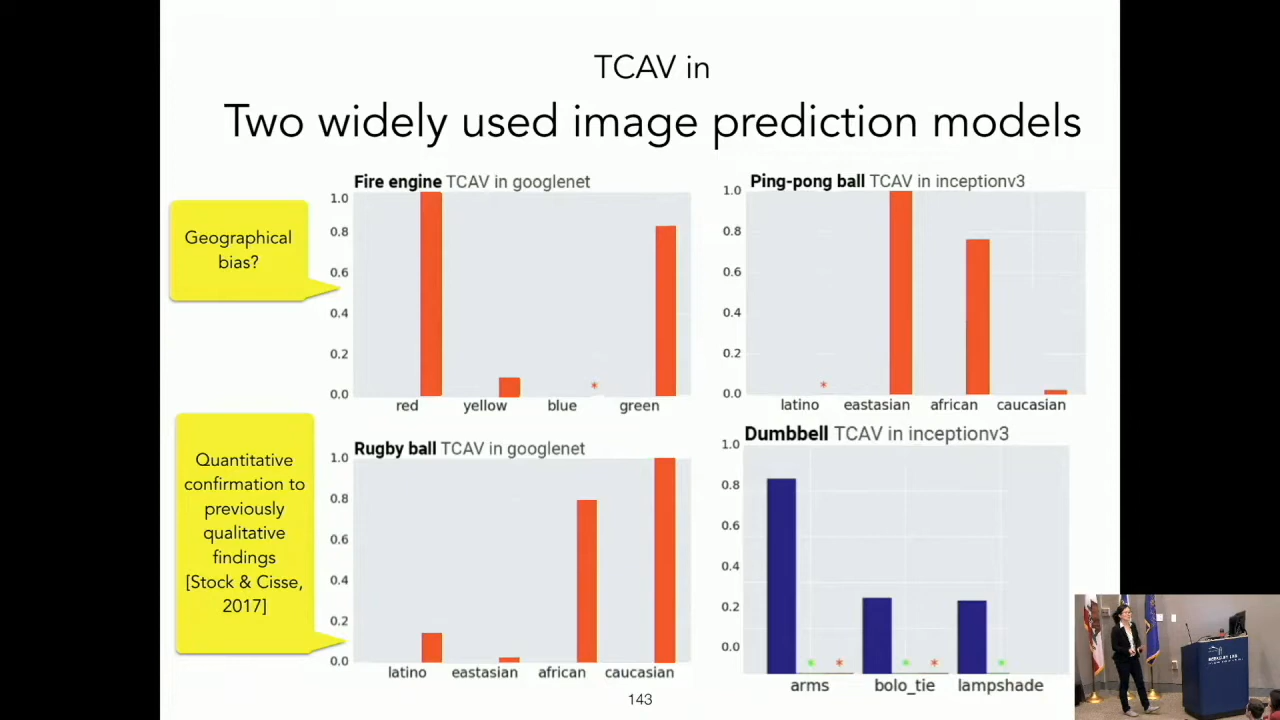 TCAV in
Two widely used image prediction models
Geographical
bias?
Fire engine TCAV in googlenet
1.0
0.8
0.6
0.4
0.2
0.0
red yellow blue green
*
Ping-pong ball TCAV in inceptionv3
1.0
0.8
0.6
0.4
0.2
0.0
latino eastasian african caucasian
*
Quantitative
confirmation to
previously
qualitative
findings
[Stock & Cisse,
2017]
Rugby ball TCAV in googlenet
1.0
0.8
0.6
0.4
0.2
0.0
latino eastasian african caucasian
Dumbbell TCAV in inceptionv3
1.0
0.8
0.6
0.4
0.2
0.0
* * * * *
arms bolo_tie lampshade
143
BERKELEY LAB